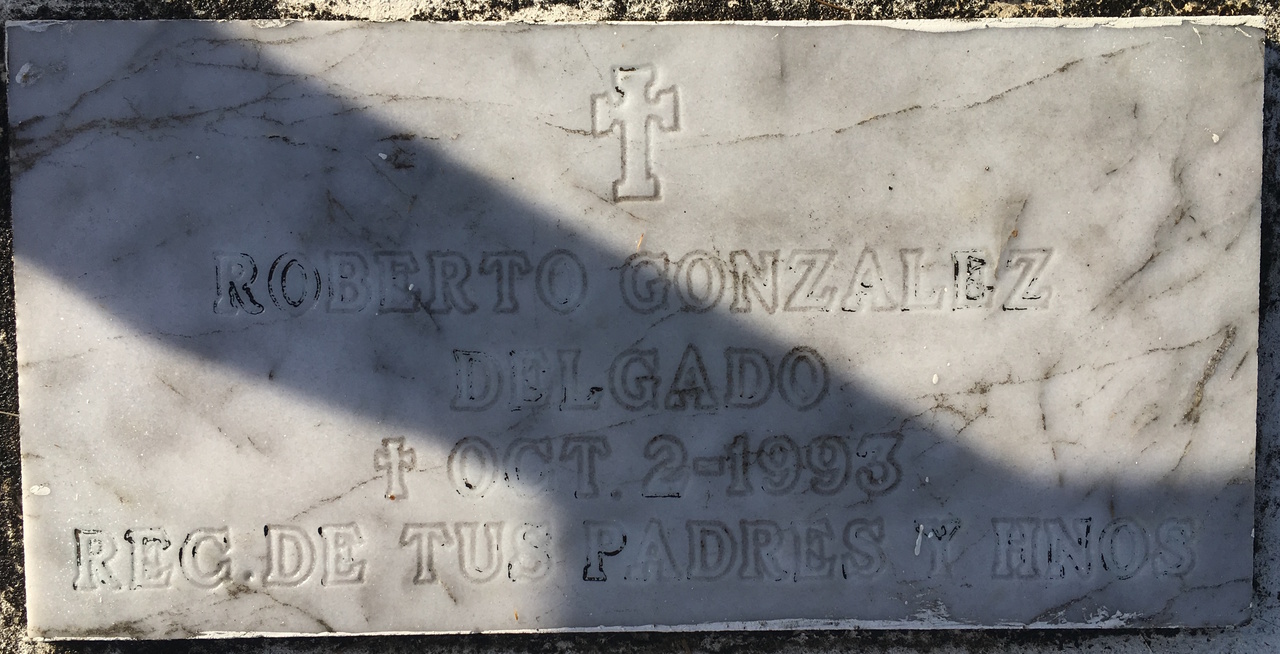 ROBERTO GONZALEZ
DELGADO
✝ OCT. 2-1993
REC. DE TUS PADRES Y HNOS